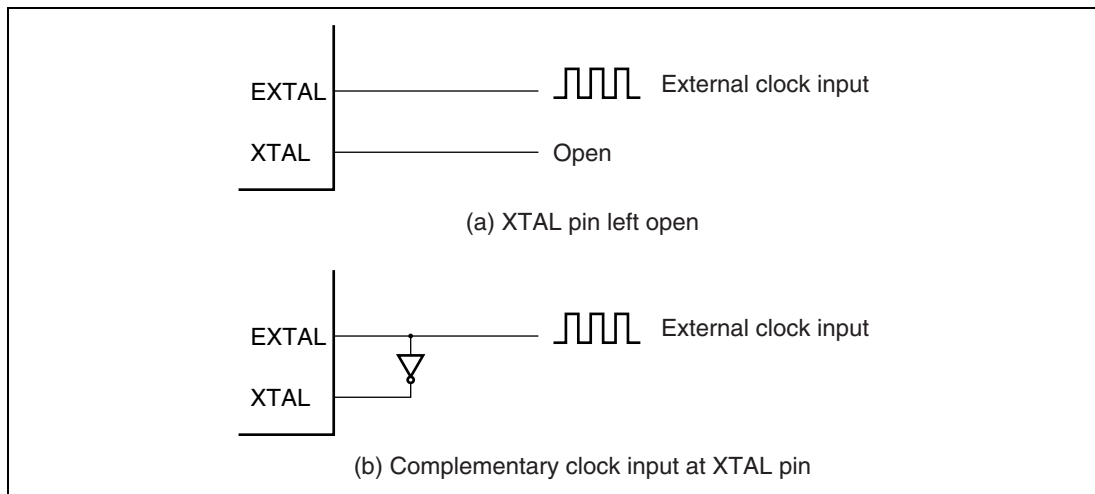 EXTAL External clock input
XTAL Open
(a) XTAL pin left open
EXTAL External clock input
XTAL
(b) Complementary clock input at XTAL pin